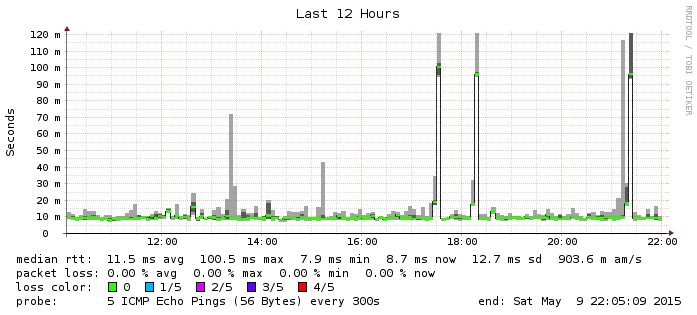 Last 12 Hours
RRDTOOL / TOBI OETIKER
120 m
110 m
100 m
90 m
80 m
70 m
60 m
50 m
40 m
30 m
20 m
10 m
0
Seconds
12:00 14:00 16:00 18:00 20:00 22:00
median rtt: 11.5 ms avg 100.5 ms max 7.9 ms min 8.7 ms now 12.7 ms sd 903.6 m am/s
packet loss: 0.00 % avg 0.00 % max 0.00 % min 0.00 % now
loss color: 0 1/5 2/5 3/5 4/5
probe: 5 ICMP Echo Pings (56 Bytes) every 300s end: Sat May 9 22:05:09 2015